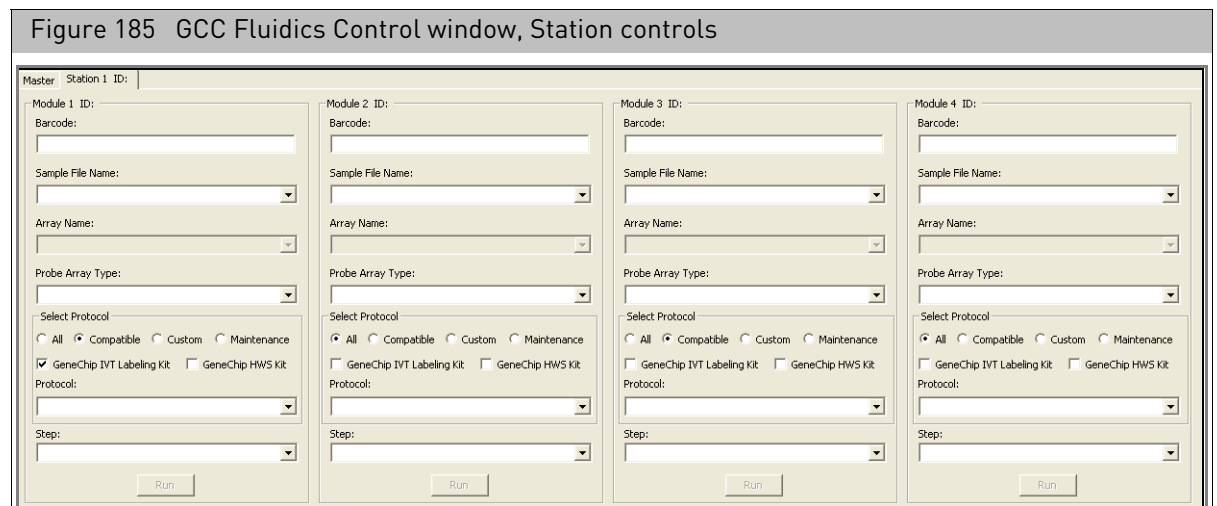 Figure 185 GCC Fluidics Control window, Station controls
Master Station 1 ID:
Module 1 ID:
Barcode:
Sample File Name:
Array Name:
Probe Array Type:
Select Protocol
All Compatible Custom Maintenance
GeneChip IVT Labeling Kit GeneChip HWS Kit
Protocol:
Step:
Run
Module 2 ID:
Barcode:
Sample File Name:
Array Name:
Probe Array Type:
Select Protocol
All Compatible Custom Maintenance
GeneChip IVT Labeling Kit GeneChip HWS Kit
Protocol:
Step:
Run
Module 3 ID:
Barcode:
Sample File Name:
Array Name:
Probe Array Type:
Select Protocol
All Compatible Custom Maintenance
GeneChip IVT Labeling Kit GeneChip HWS Kit
Protocol:
Step:
Run
Module 4 ID:
Barcode:
Sample File Name:
Array Name:
Probe Array Type:
Select Protocol
All Compatible Custom Maintenance
GeneChip IVT Labeling Kit GeneChip HWS Kit
Protocol:
Step:
Run